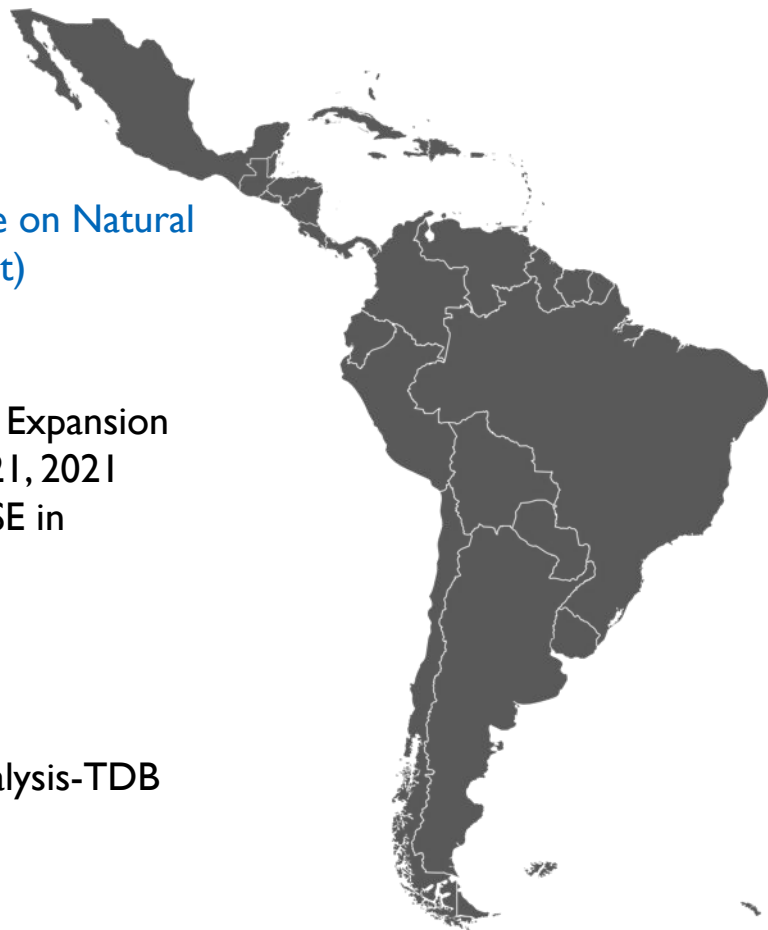 e on Natural
t)
Expansion
21, 2021
SE in
alysis-TDB